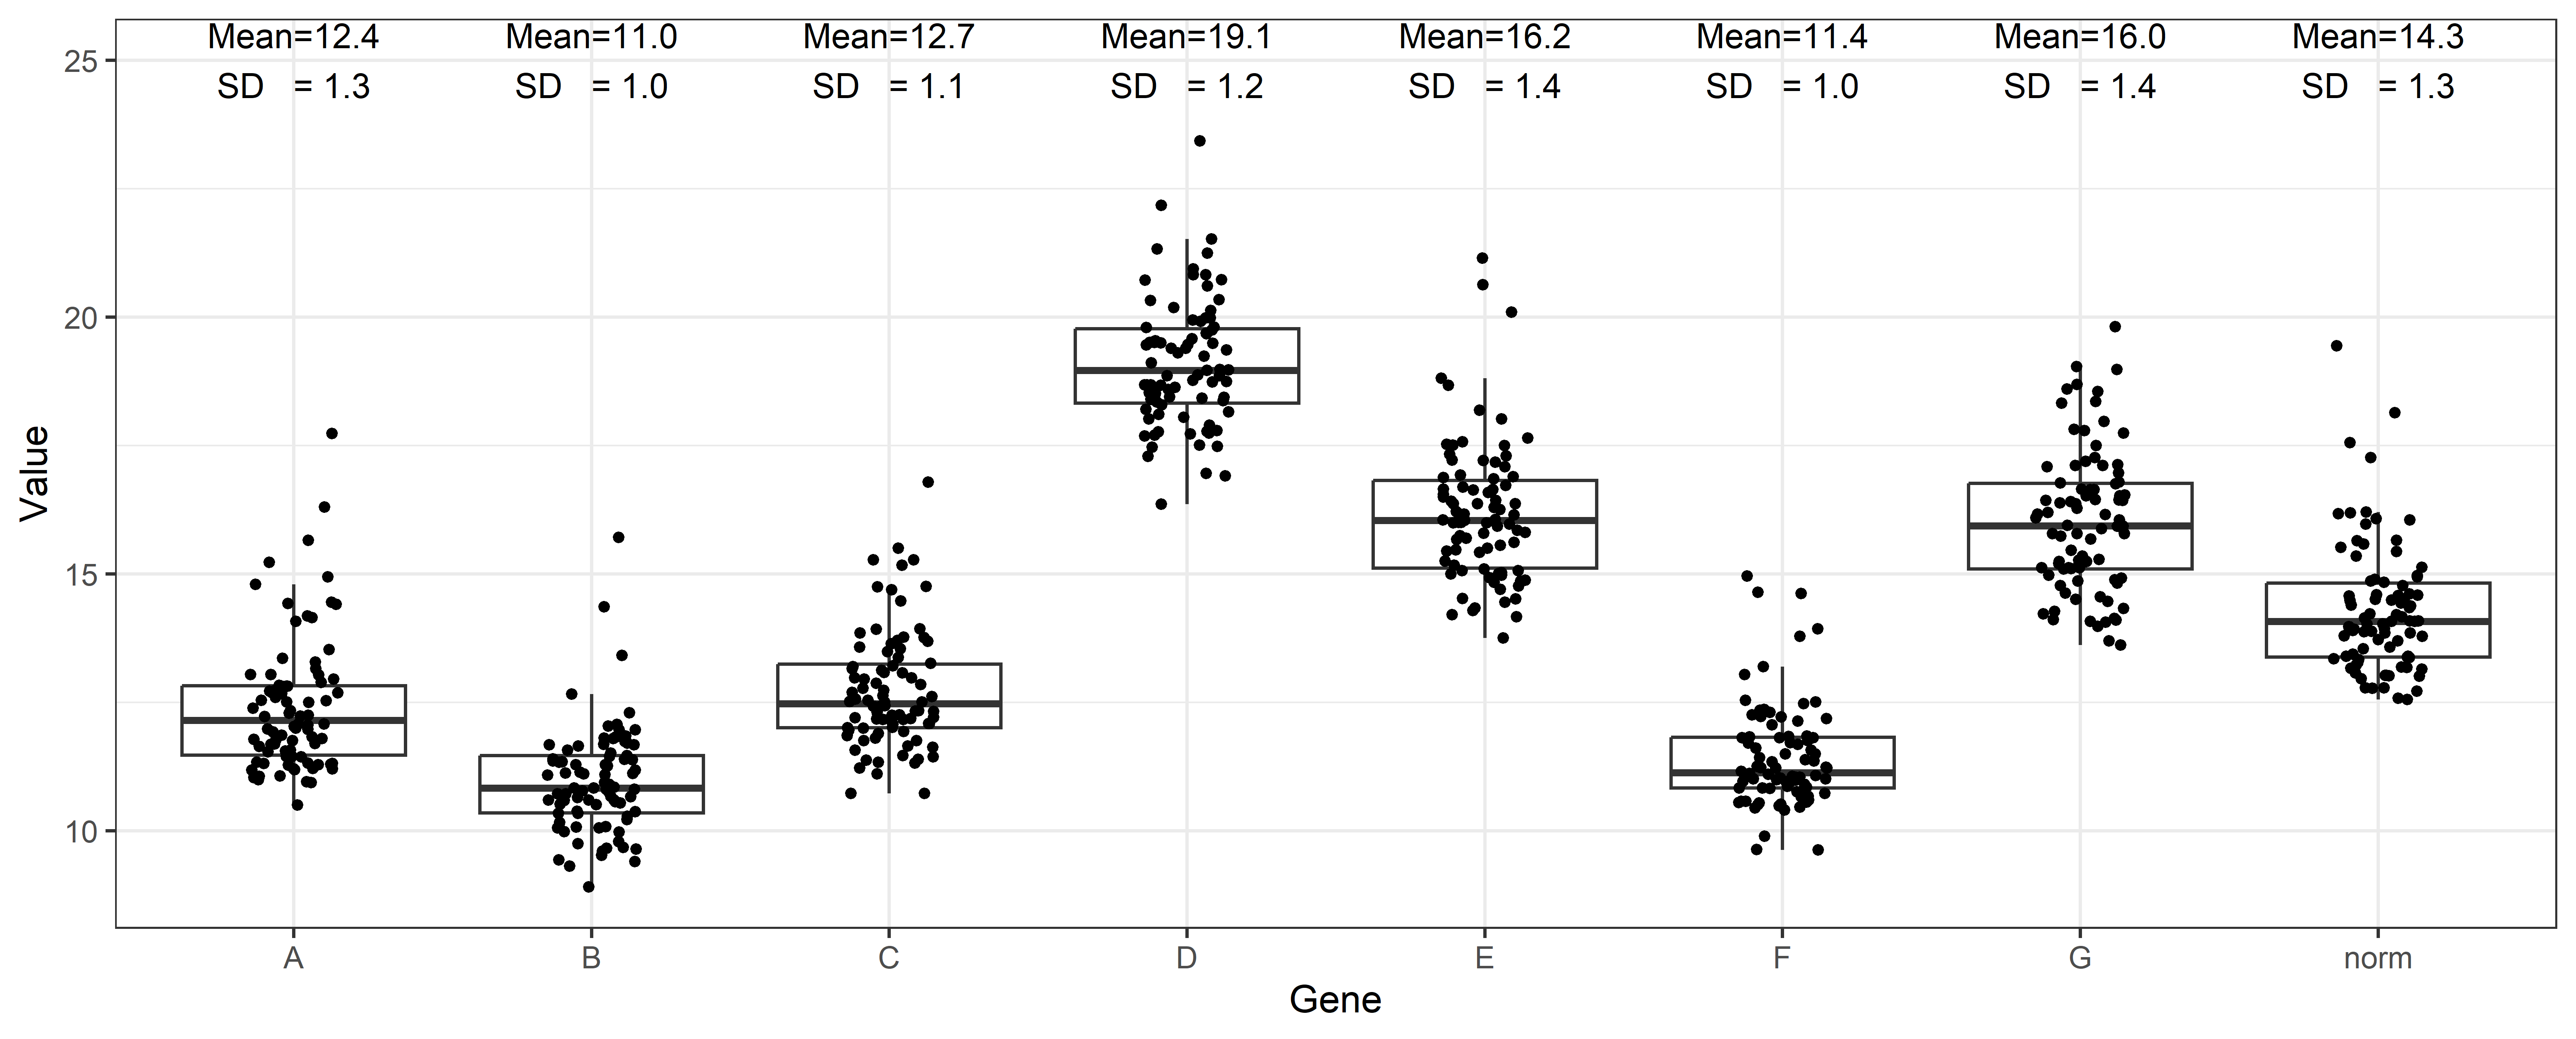 Mean=12.4 Mean=11.0 Mean=12.7 Mean=19.1 Mean=16.2 Mean=11.4 Mean=16.0 Mean=14.3
25
SD = 1.3 SD = 1.0 SD = 1.1 SD = 1.2 SD = 1.4 SD = 1.0 SD = 1.4 SD = 1.3
20
Value
15
10
A B C D E F G norm
Gene